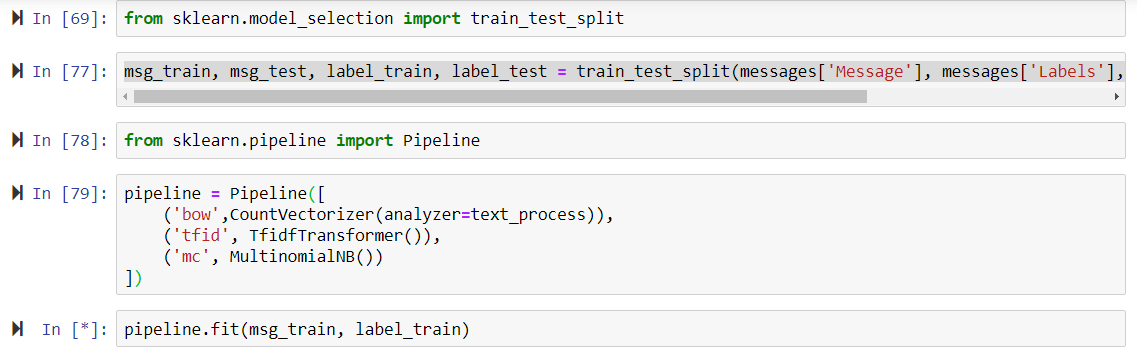 In [69]: from sklearn.model_selection import train_test_split
In [77]: msg_train, msg_test, label_train, label_test = train_test_split(messages['Message'], messages['Labels'],
In [78]: from sklearn.pipeline import Pipeline
In [79]: pipeline = Pipeline([
    ('bow',CountVectorizer(analyzer=text_process)),
    ('tfid', TfidfTransformer()),
    ('mc', MultinomialNB())
])
In [*]: pipeline.fit(msg_train, label_train)